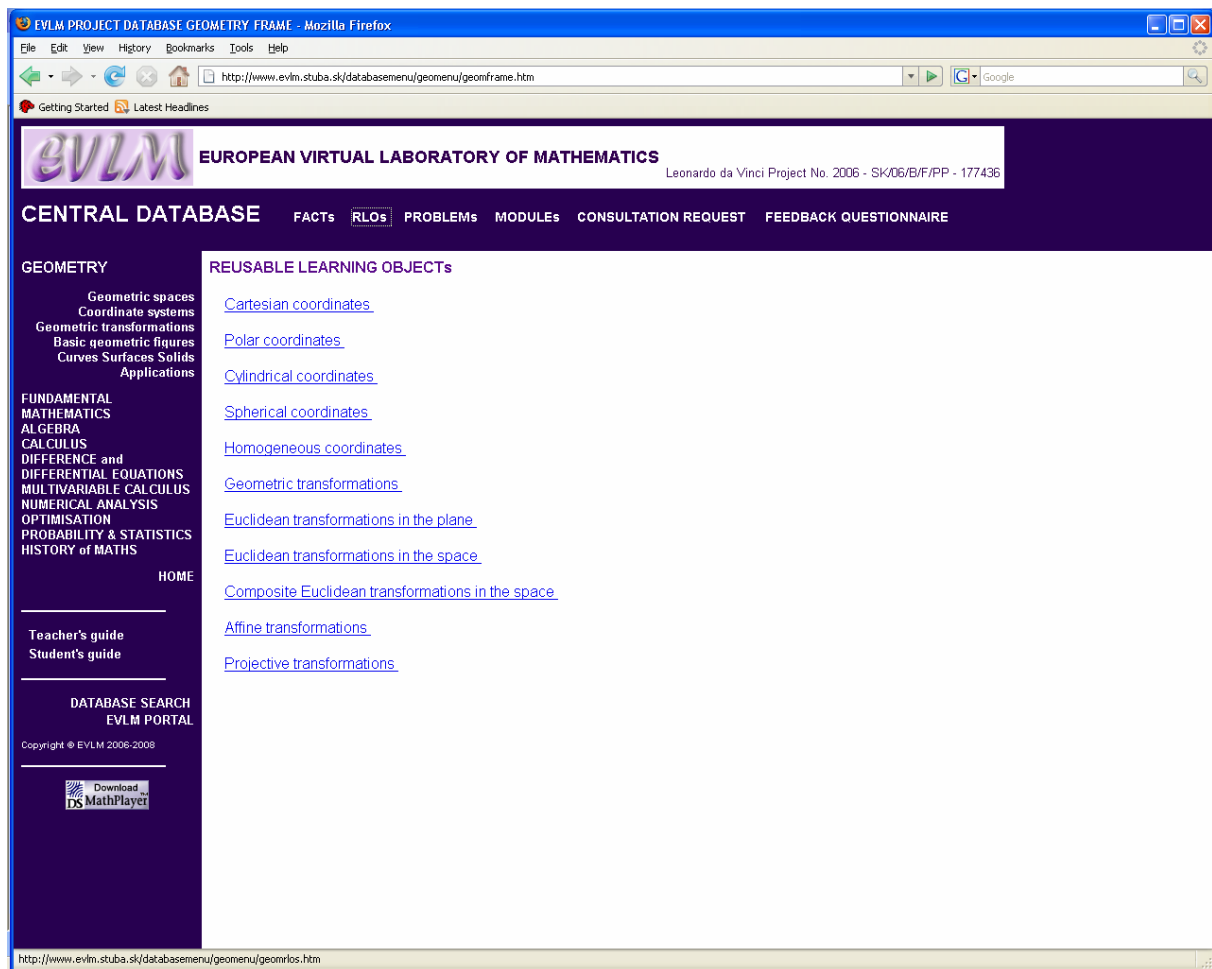 EVLM PROJECT DATABASE GEOMETRY FRAME - Mozilla Firefox
File Edit View History Bookmarks Tools Help
http://www.evlm.stuba.sk/databasemenu/geomenu/geomframe.htm
G Google
Getting Started Latest Headlines
EVLM
EUROPEAN VIRTUAL LABORATORY OF MATHEMATICS
Leonardo da Vinci Project No. 2006 - SK/06/B/F/PP - 177436
CENTRAL DATABASE FACTs RLOs PROBLEMs MODULEs CONSULTATION REQUEST FEEDBACK QUESTIONNAIRE
GEOMETRY
Geometric spaces
Coordinate systems
Geometric transformations
Basic geometric figures
Curves Surfaces Solids
Applications
FUNDAMENTAL
MATHEMATICS
ALGEBRA
CALCULUS
DIFFERENCE and
DIFFERENTIAL EQUATIONS
MULTIVARIABLE CALCULUS
NUMERICAL ANALYSIS
OPTIMISATION
PROBABILITY & STATISTICS
HISTORY of MATHS
HOME
Teacher's guide
Student's guide
DATABASE SEARCH
EVLM PORTAL
Copyright © EVLM 2006-2008
Download
DS MathPlayer™
REUSABLE LEARNING OBJECTs
Cartesian coordinates
Polar coordinates
Cylindrical coordinates
Spherical coordinates
Homogeneous coordinates
Geometric transformations
Euclidean transformations in the plane
Euclidean transformations in the space
Composite Euclidean transformations in the space
Affine transformations
Projective transformations
http://www.evlm.stuba.sk/databasemenu/geomenu/geomrlos.htm